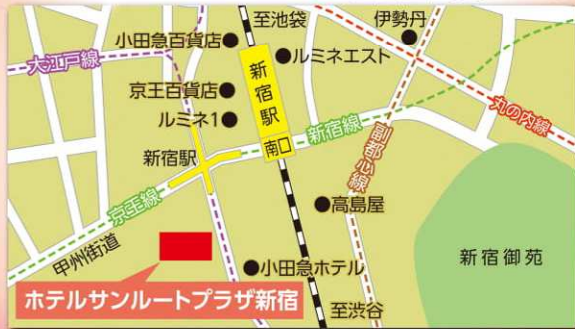 至池袋
伊勢丹
小田急百貨店
ルミネエスト
大江戸線
新宿駅
京王百貨店
丸の内線
ルミネ1
新宿線
南口
新宿駅
副都心線
京王線
高島屋
甲州街道
新宿御苑
小田急ホテル
ホテルサンルートプラザ新宿
至渋谷